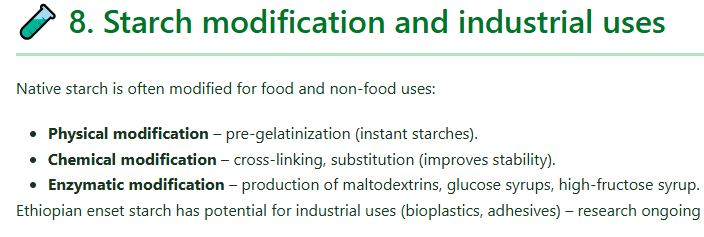 8. Starch modification and industrial uses
Native starch is often modified for food and non-food uses:
• Physical modification – pre-gelatinization (instant starches).
• Chemical modification – cross-linking, substitution (improves stability).
• Enzymatic modification – production of maltodextrins, glucose syrups, high-fructose syrup.
Ethiopian enset starch has potential for industrial uses (bioplastics, adhesives) – research ongoing